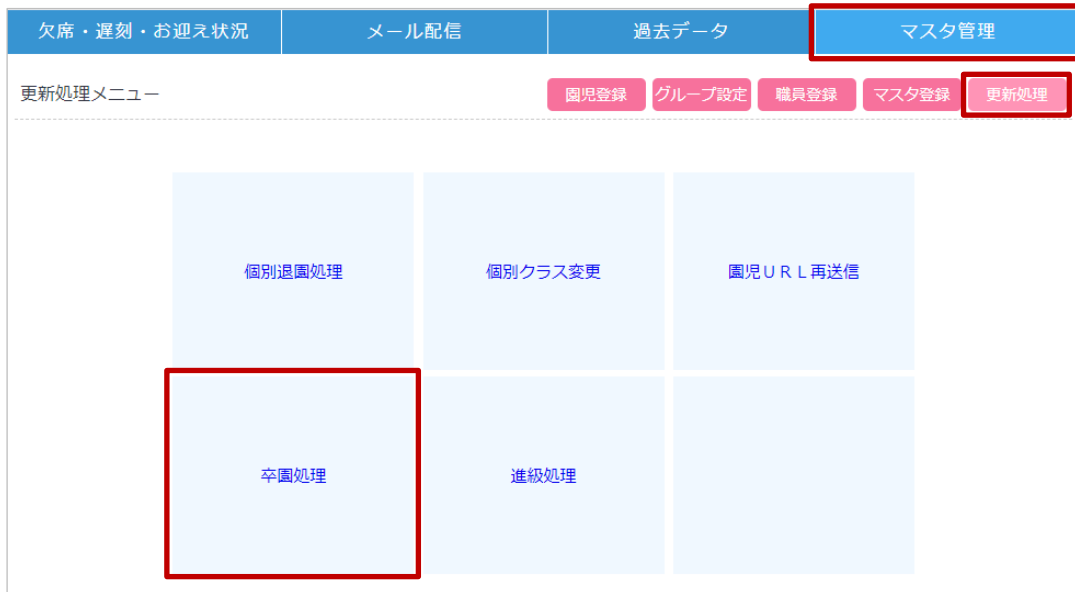 欠席・遅刻・お迎え状況 メール配信 過去データ マスタ管理
更新処理メニュー 園児登録 グループ設定 職員登録 マスタ登録 更新処理
個別退園処理 個別クラス変更 園児ＵＲＬ再送信
卒園処理 進級処理